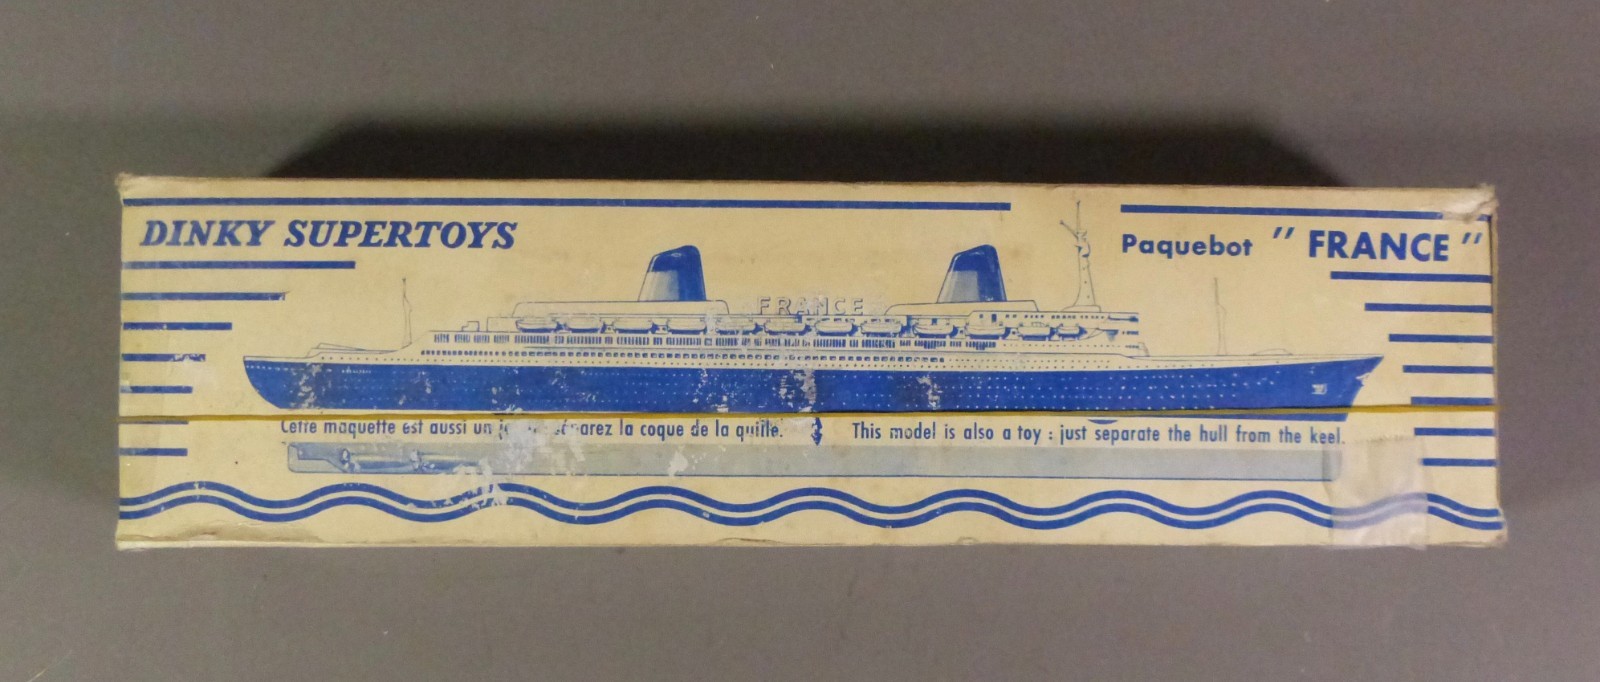 DINKY SUPERTOYS
Paquebot "FRANCE"
FRANCE
Cette maquette est aussi un séparez la coque de la quille.
This model is also a toy : just separate the hull from the keel.